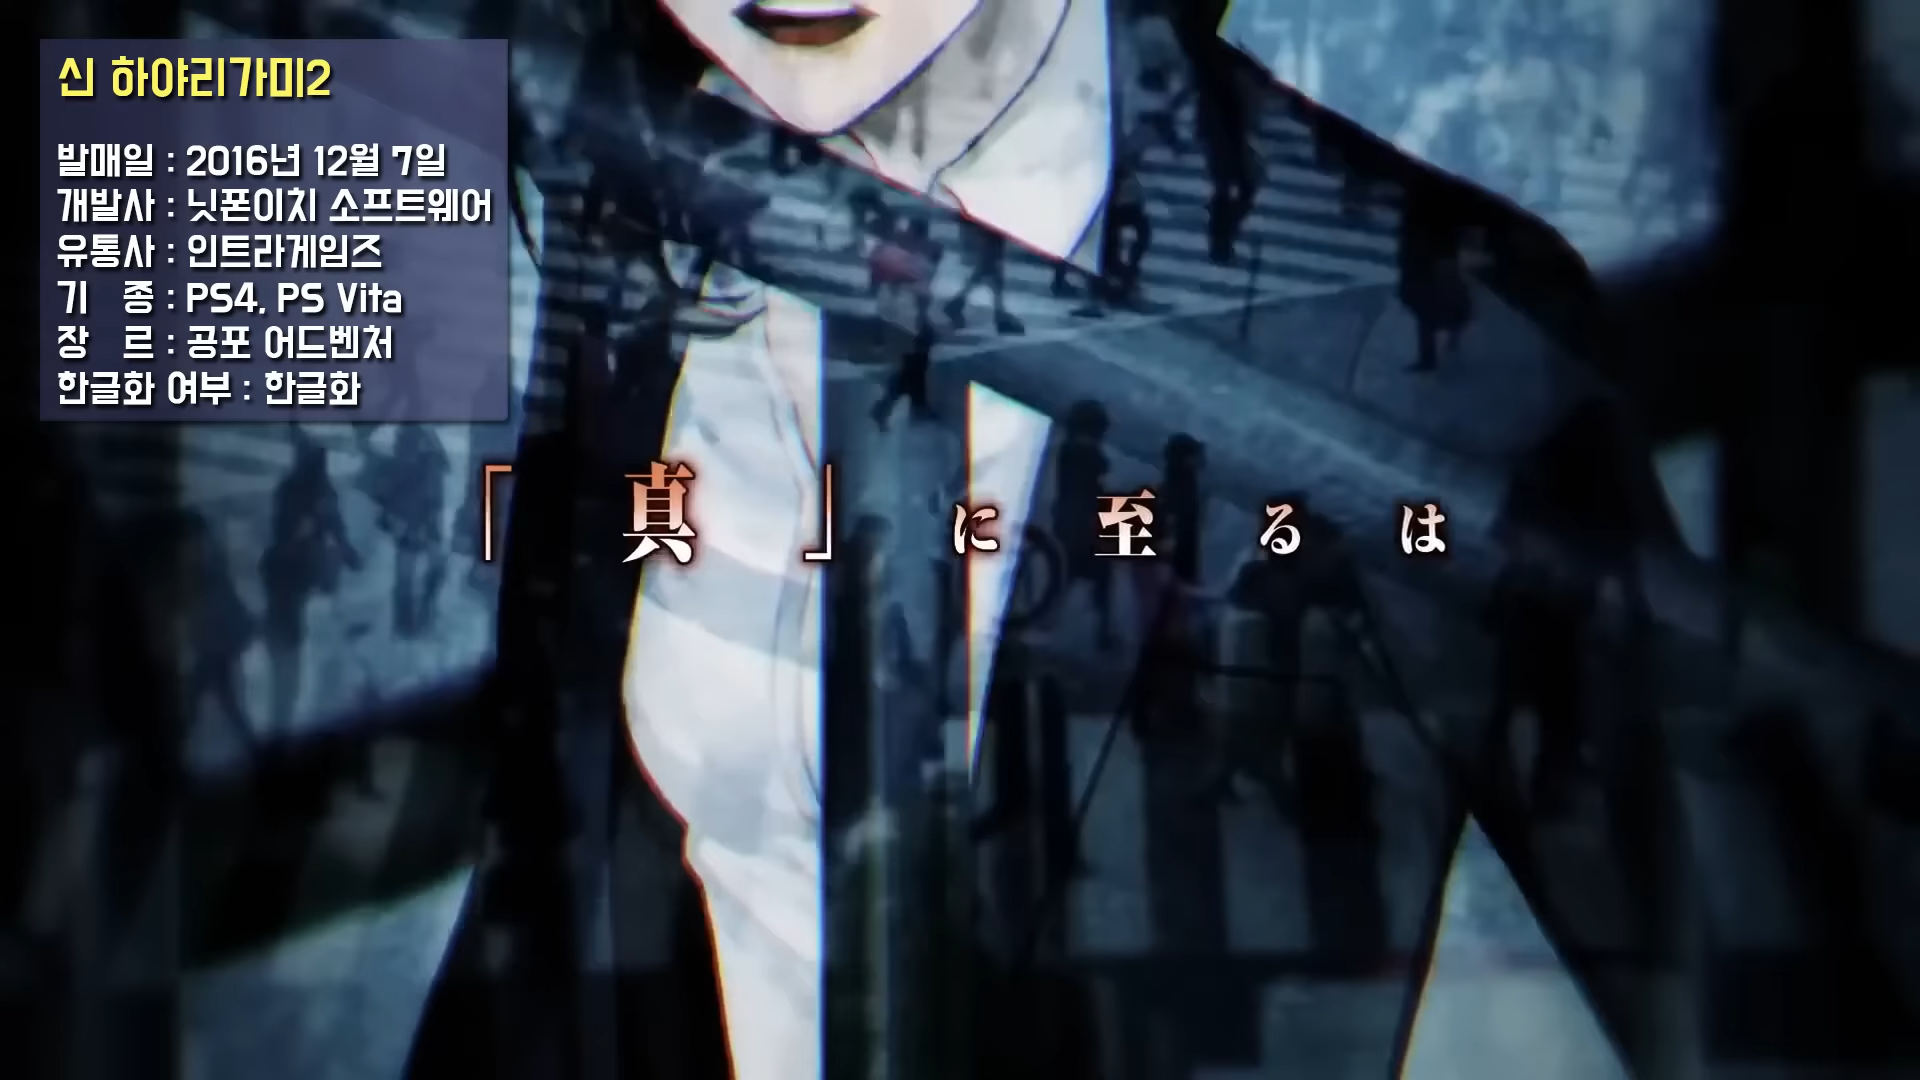 신 하야리가미2
발매일 : 2016년 12월 7일
개발사 : 닛폰이치 소프트웨어
유통사 : 인트라게임즈
기 종 : PS4, PS Vita
장 르 : 공포 어드벤처
한글화 여부 : 한글화
「真」に至るは